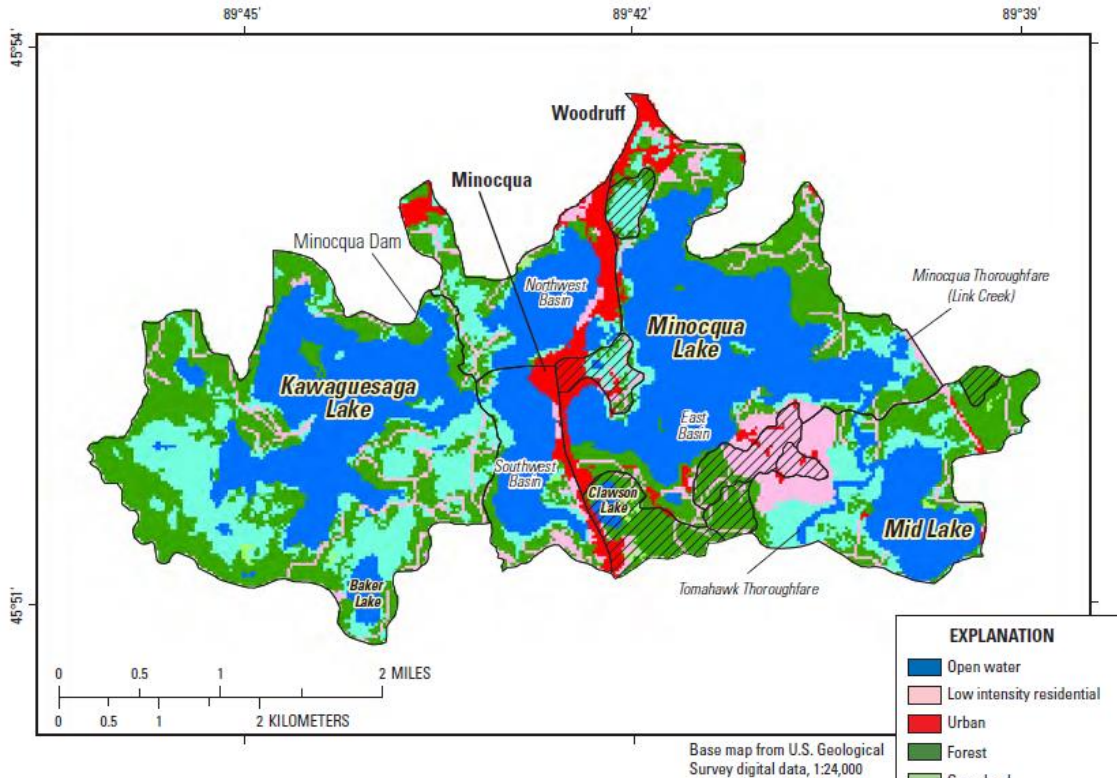 89°45'
89°42'
89°39'
45°54'
Woodruff
Minocqua
Minocqua Dam
Northwest
Basin
Minocqua Thoroughfare
(Link Creek)
Minocqua
Lake
Kawaguesaga
Lake
East
Basin
Southwest
Basin
Clawson
Lake
Mid Lake
Tomahawk Thoroughfare
Baker
Lake
45°51'
0 0.5 1 2 MILES
0 0.5 1 2 KILOMETERS
EXPLANATION
Open water
Low intensity residential
Urban
Forest
Base map from U.S. Geological
Survey digital data, 1:24,000